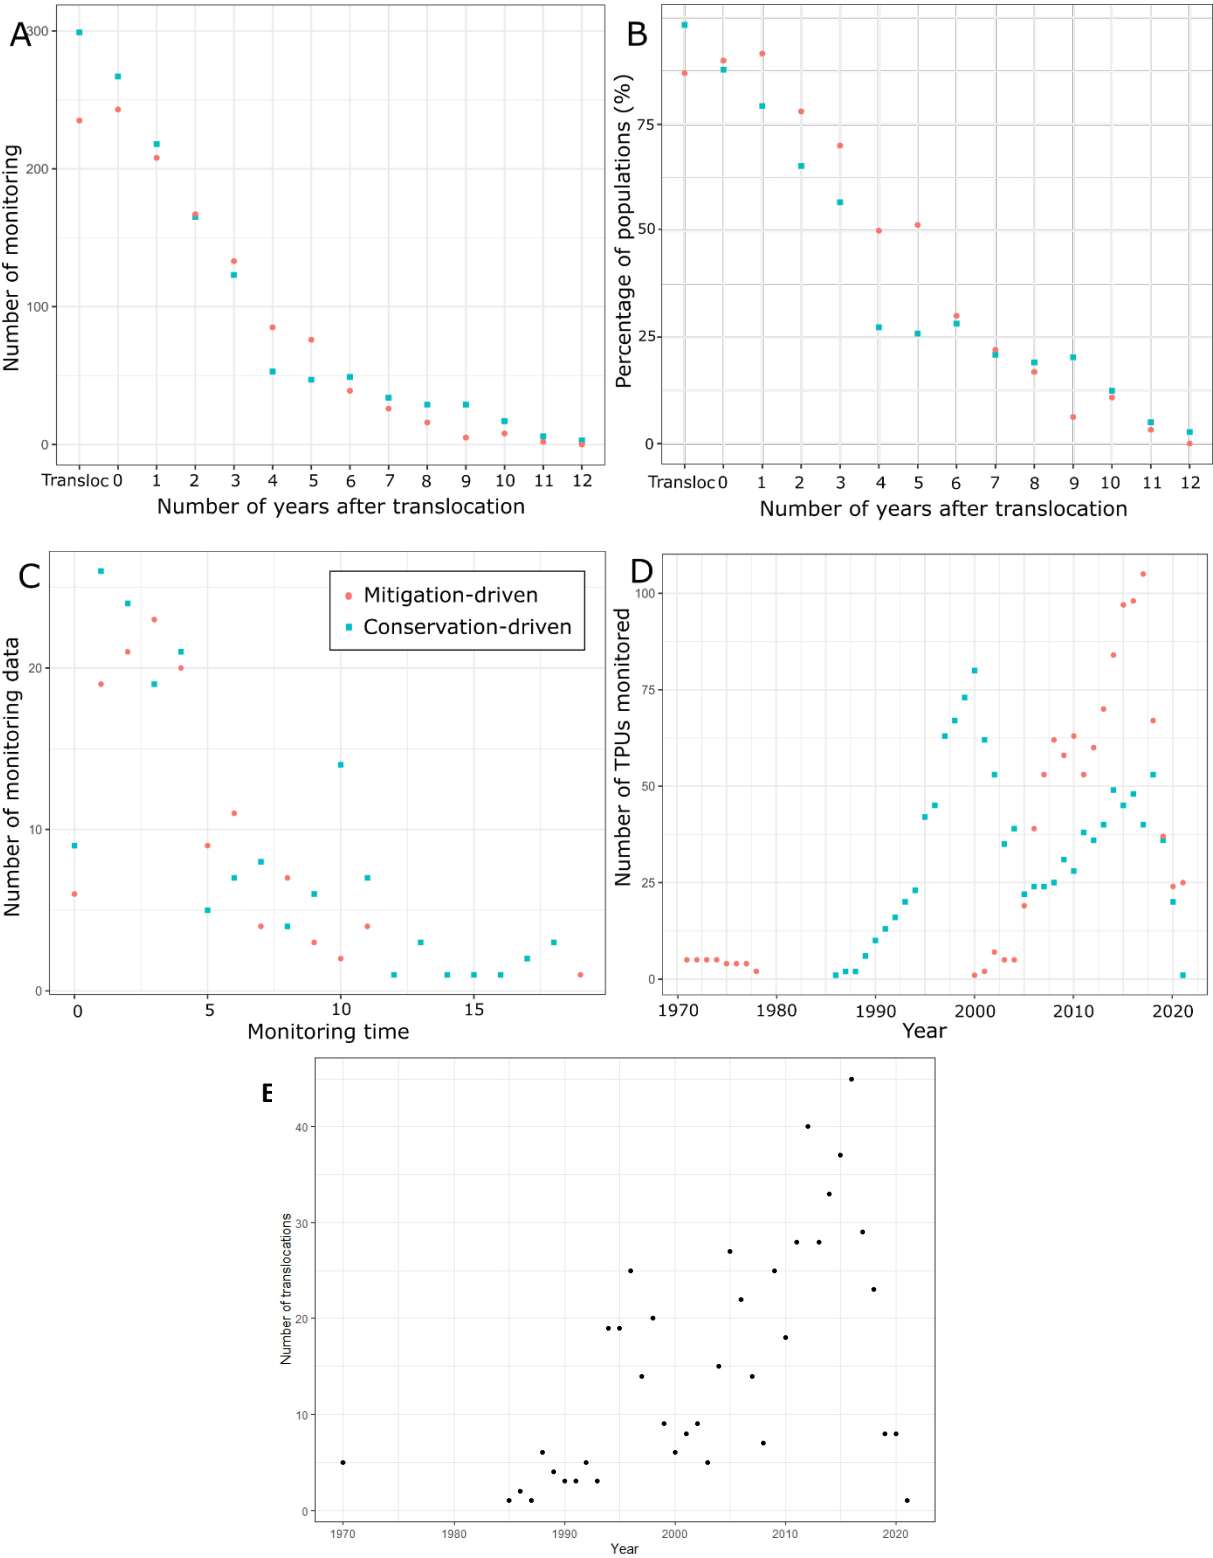 A
300
200
100
0
Number of monitoring
Transloc 0 1 2 3 4 5 6 7 8 9 10 11 12
Number of years after translocation
B
75
50
25
0
Percentage of populations (%)
Transloc 0 1 2 3 4 5 6 7 8 9 10 11 12
Number of years after translocation
C
Mitigation-driven
Conservation-driven
20
10
0
Number of monitoring data
0 5 10 15
Monitoring time
D
100
75
50
25
0
Number of TPUs monitored
1970 1980 1990 2000 2010 2020
Year
E
40
30
20
10
0
Number of translocations
1970 1980 1990 2000 2010 2020
Year